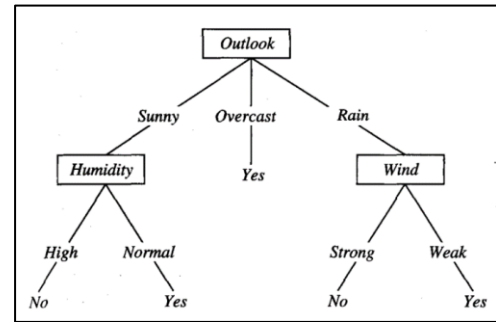 Outlook
Sunny Overcast Rain
Humidity Yes Wind
High Normal Strong Weak
No Yes No Yes